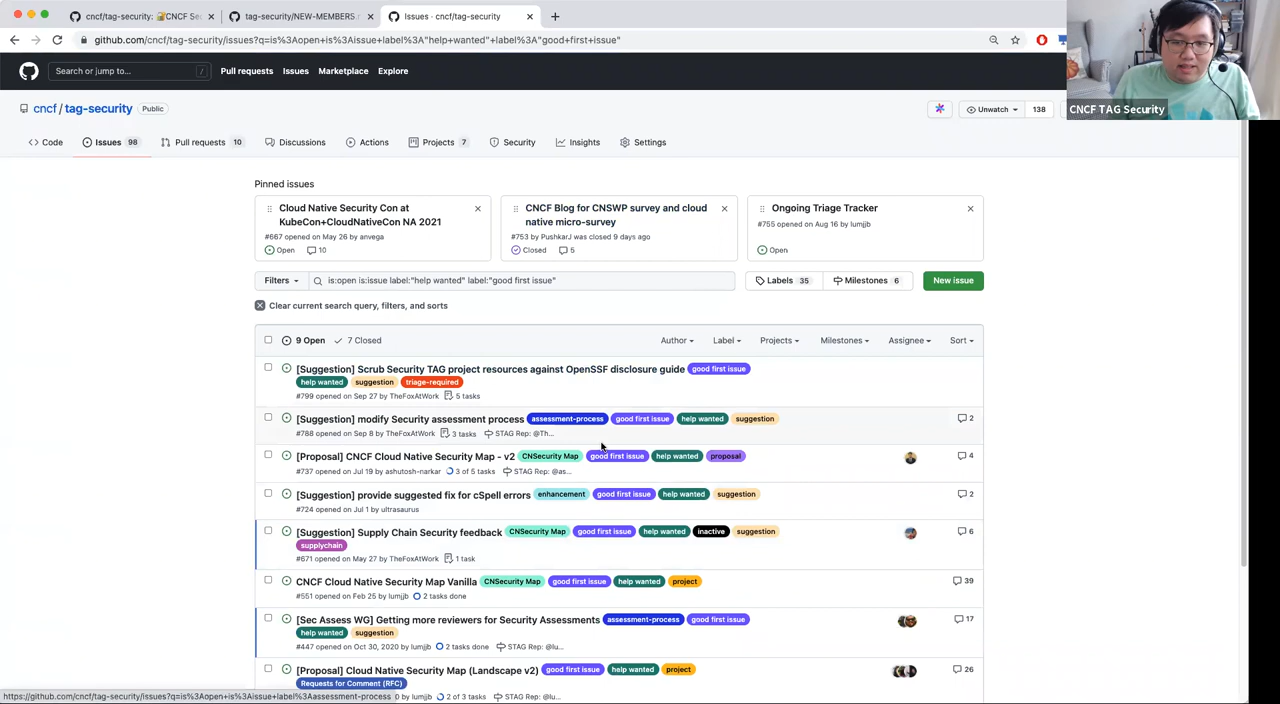 cncf/tag-security: 🔐CNCF Se
tag-security/NEW-MEMBERS.r
Issues · cncf/tag-security
github.com/cncf/tag-security/issues?q=is%3Aopen+is%3Aissue+label%3A"help+wanted"+label%3A"good+first+issue"
Search or jump to...
/
Pull requests
Issues
Marketplace
Explore
CNCF TAG Security
cncf / tag-security
Public
Unwatch
138
Code
Issues 98
Pull requests 10
Discussions
Actions
Projects 7
Security
Insights
Settings
Pinned issues
Cloud Native Security Con at
KubeCon+CloudNativeCon NA 2021
#667 opened on May 26 by anvega
Open 10
CNCF Blog for CNSWP survey and cloud
native micro-survey
#753 by PushkarJ was closed 9 days ago
Closed 5
Ongoing Triage Tracker
#755 opened on Aug 16 by lumjjb
Open
Filters
is:open is:issue label:"help wanted" label:"good first issue"
Labels 35
Milestones 6
New issue
Clear current search query, filters, and sorts
9 Open
7 Closed
Author
Label
Projects
Milestones
Assignee
Sort
[Suggestion] Scrub Security TAG project resources against OpenSSF disclosure guide good first issue
help wanted suggestion triage-required
#799 opened on Sep 27 by TheFoxAtWork 5 tasks
[Suggestion] modify Security assessment process assessment-process good first issue help wanted suggestion 2
#788 opened on Sep 8 by TheFoxAtWork 3 tasks STAG Rep: @Th...
[Proposal] CNCF Cloud Native Security Map - v2 CNSecurity Map good first issue help wanted proposal 4
#737 opened on Jul 19 by ashutosh-narkar 3 of 5 tasks STAG Rep: @as...
[Suggestion] provide suggested fix for cSpell errors enhancement good first issue help wanted suggestion 2
#724 opened on Jul 1 by ultrasaurus
[Suggestion] Supply Chain Security feedback CNSecurity Map good first issue help wanted inactive suggestion 6
supplychain
#671 opened on May 27 by TheFoxAtWork 1 task
CNCF Cloud Native Security Map Vanilla CNSecurity Map good first issue help wanted project 39
#551 opened on Feb 25 by lumjjb 2 tasks done
[Sec Assess WG] Getting more reviewers for Security Assessments assessment-process good first issue 17
help wanted suggestion
#447 opened on Oct 30, 2020 by lumjjb 2 tasks done STAG Rep: @lu...
[Proposal] Cloud Native Security Map (Landscape v2) good first issue help wanted project 26
Requests for Comment (RFC)
https://github.com/cncf/tag-security/issues?q=is%3Aopen+is%3Aissue+label%3Aassessment-process 0 by lumjjb 2 of 3 tasks STAG Rep: @lu...